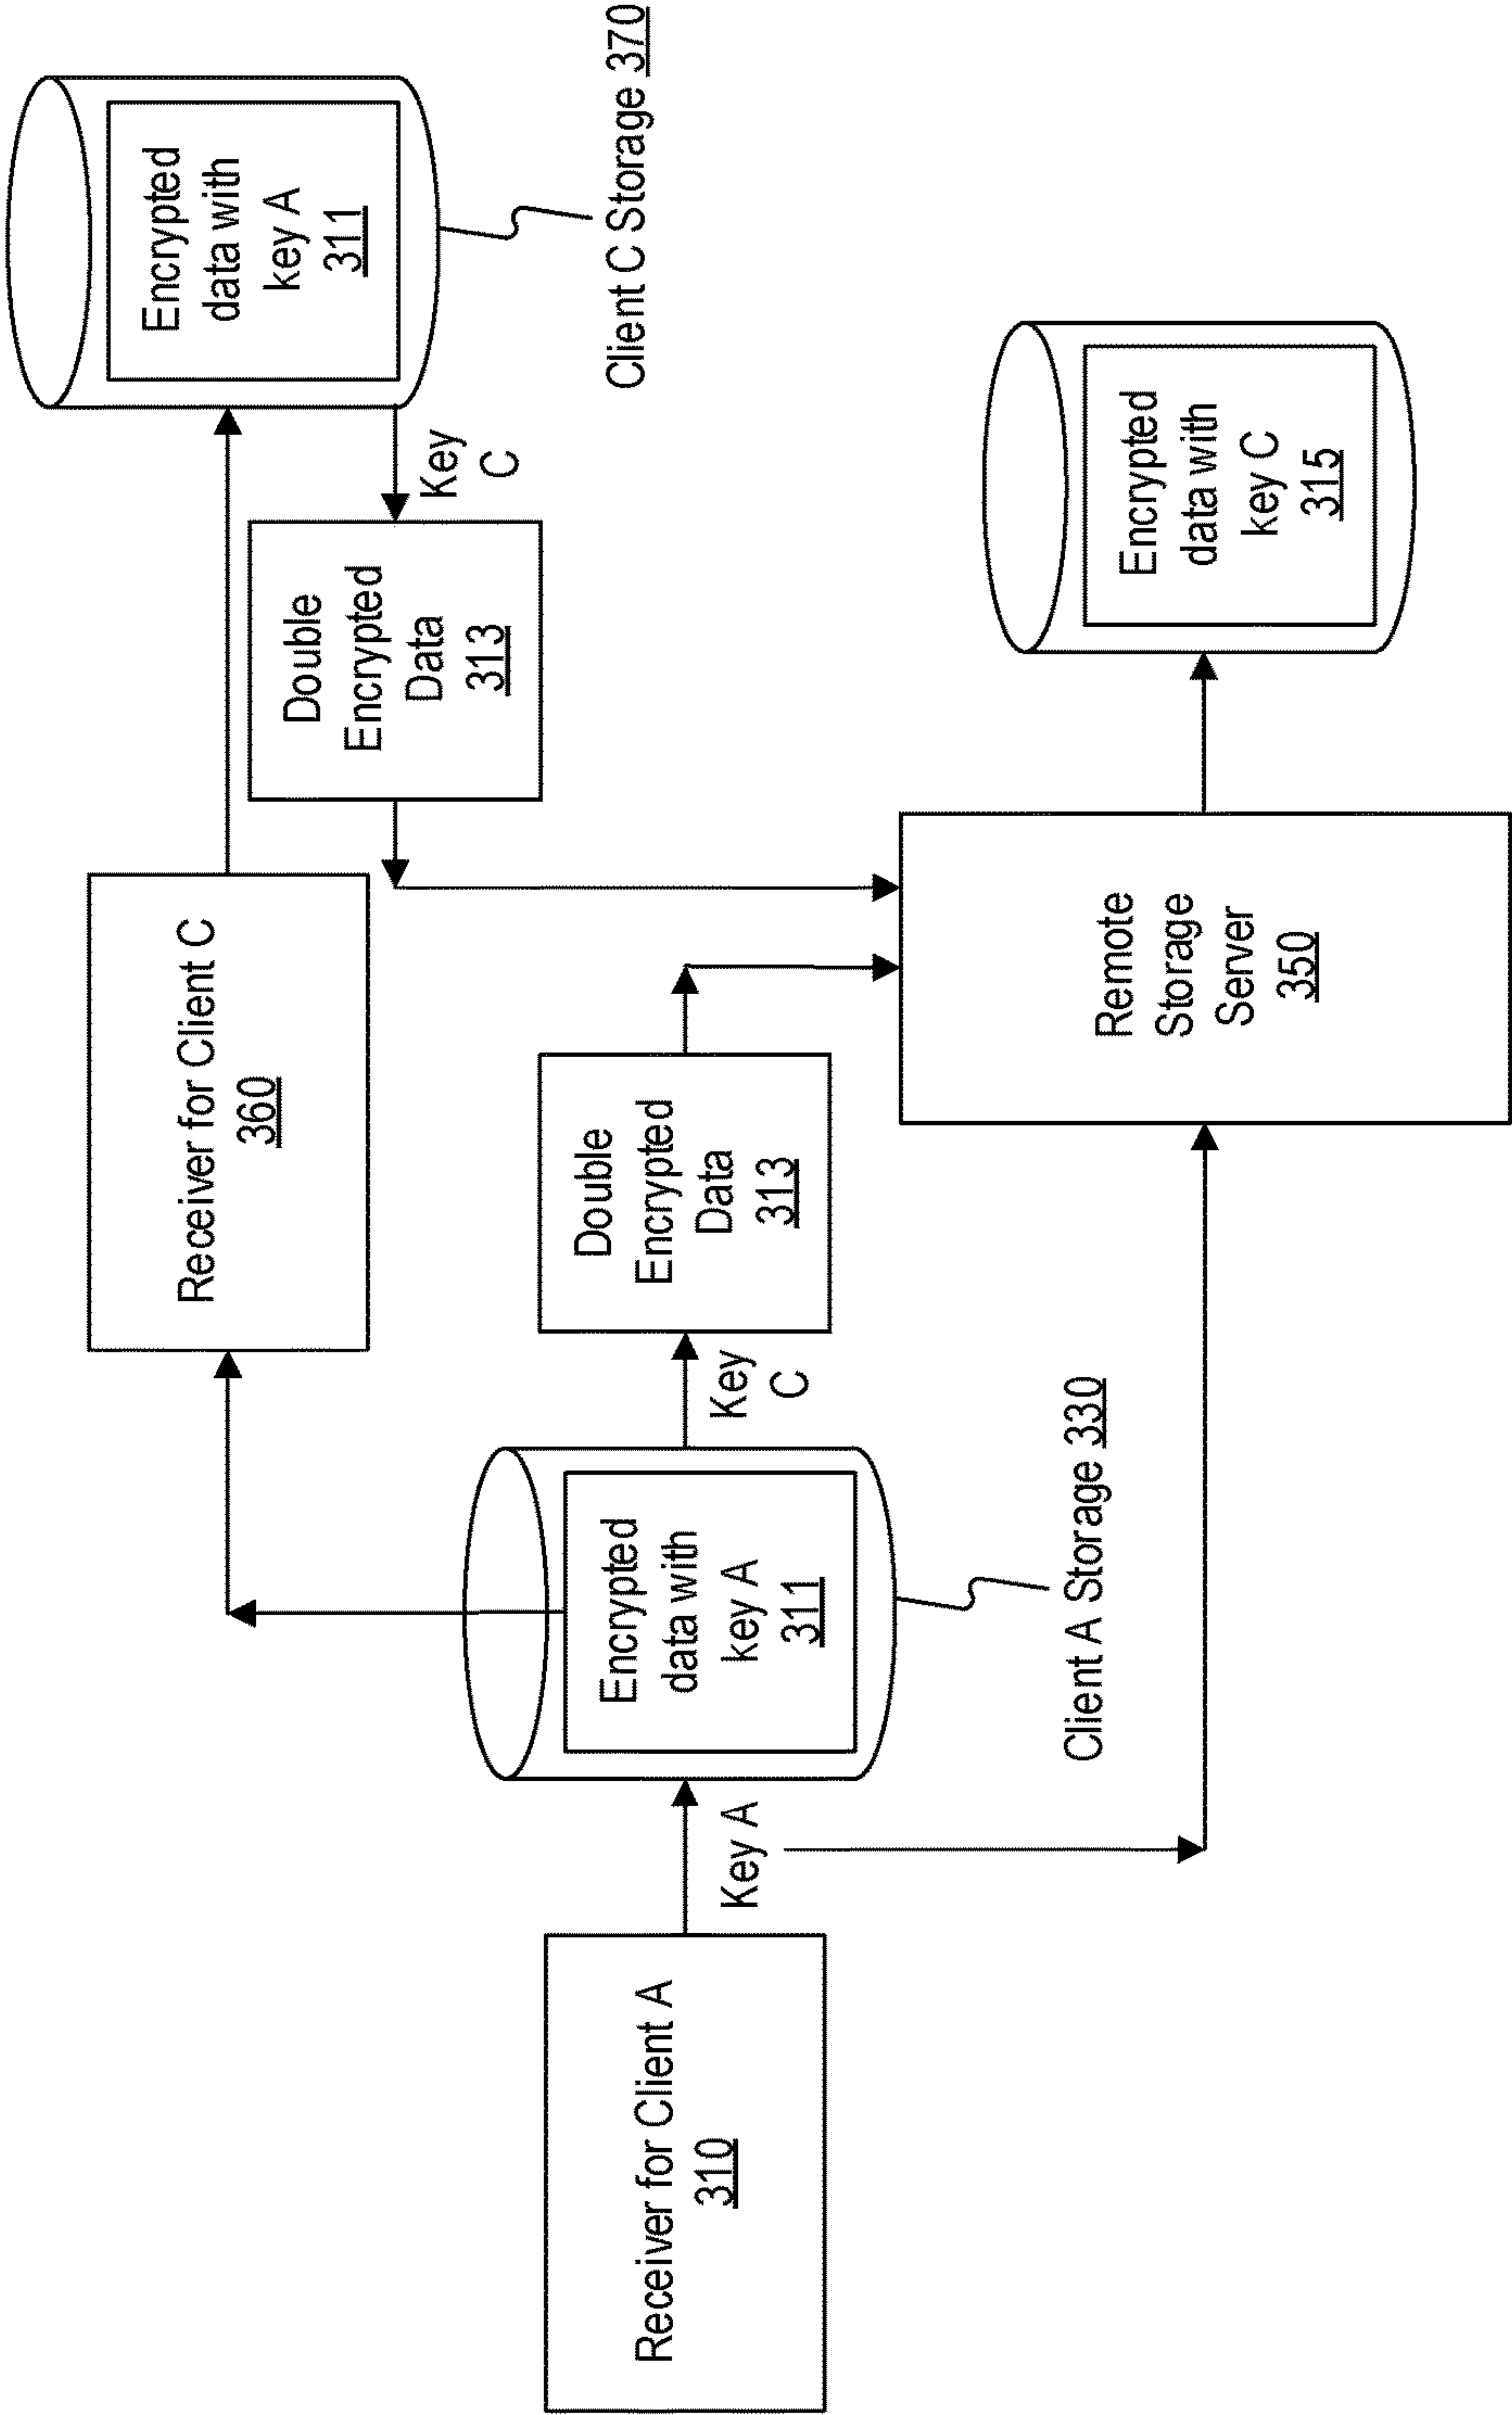 Receiver for Client C
360
Encrypted
data with
key A
311
Double
Encrypted
Data
313
Key
C
Client C Storage 370
Receiver for Client A
310
Key A
Encrypted
data with
key A
311
Key
C
Double
Encrypted
Data
313
Client A Storage 330
Remote
Storage
Server
350
Encrypted
data with
key C
315